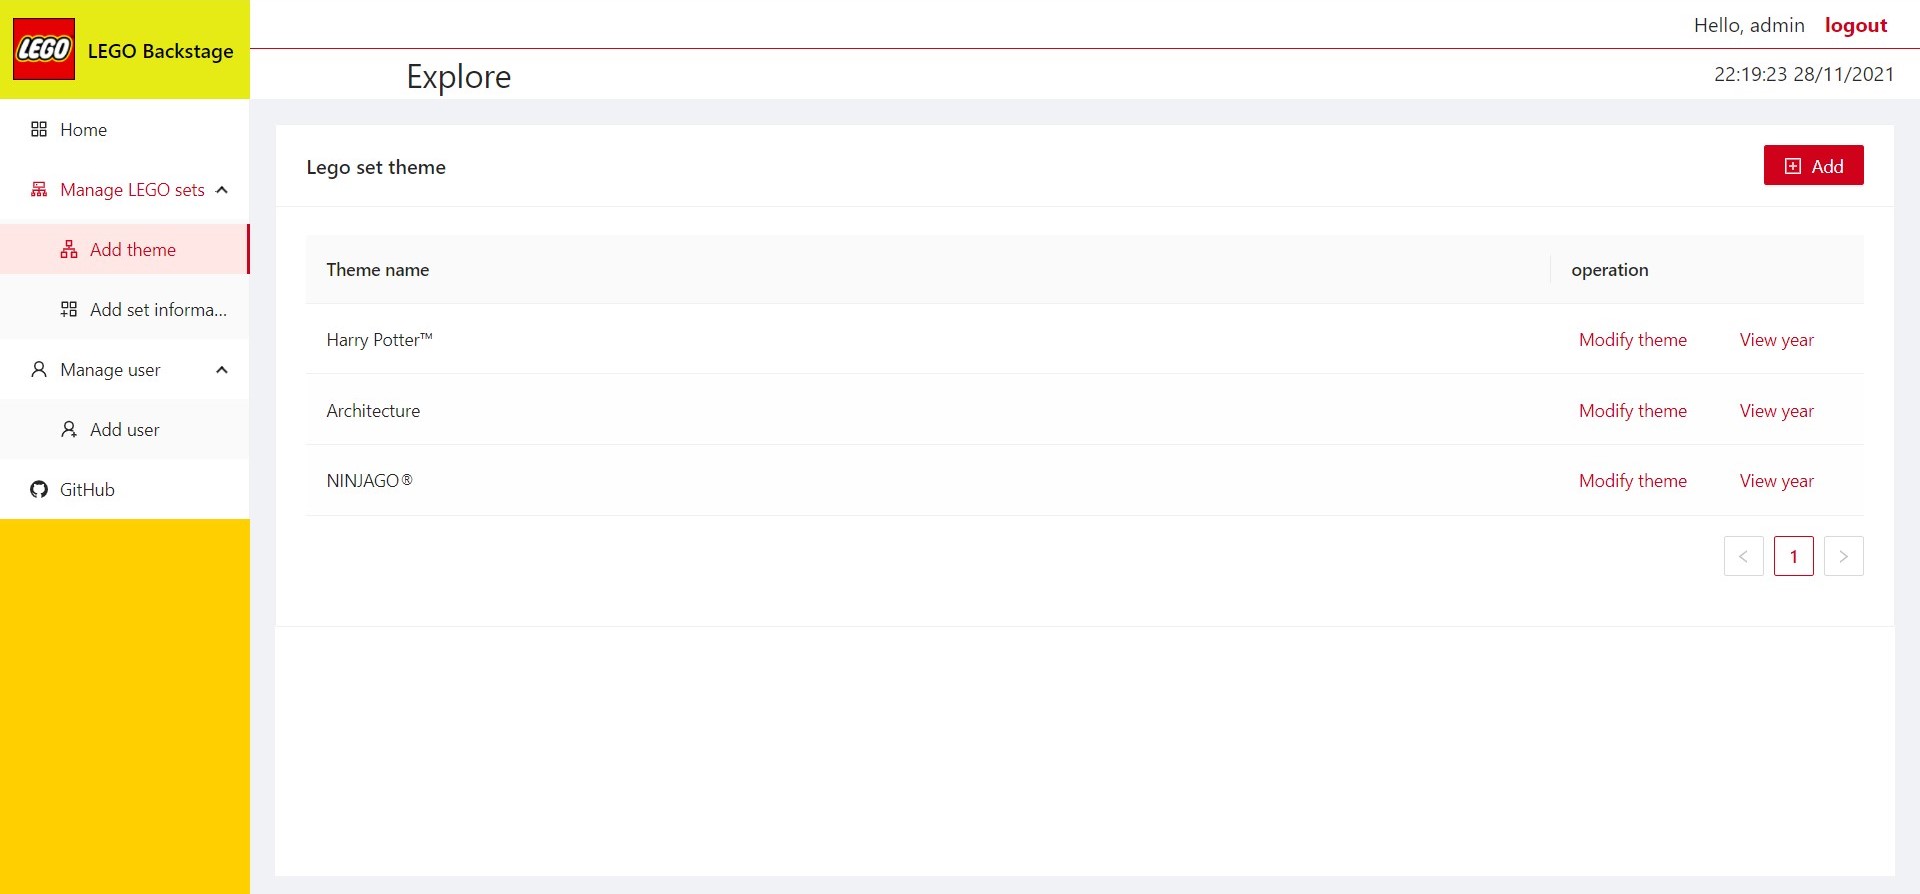 LEGO
LEGO Backstage
Hello, admin logout
Explore
22:19:23 28/11/2021
Home
Manage LEGO sets
Add theme
Add set informa...
Manage user
Add user
GitHub
Lego set theme
Add
Theme name operation
Harry Potter™ Modify theme View year
Architecture Modify theme View year
NINJAGO® Modify theme View year
< 1 >